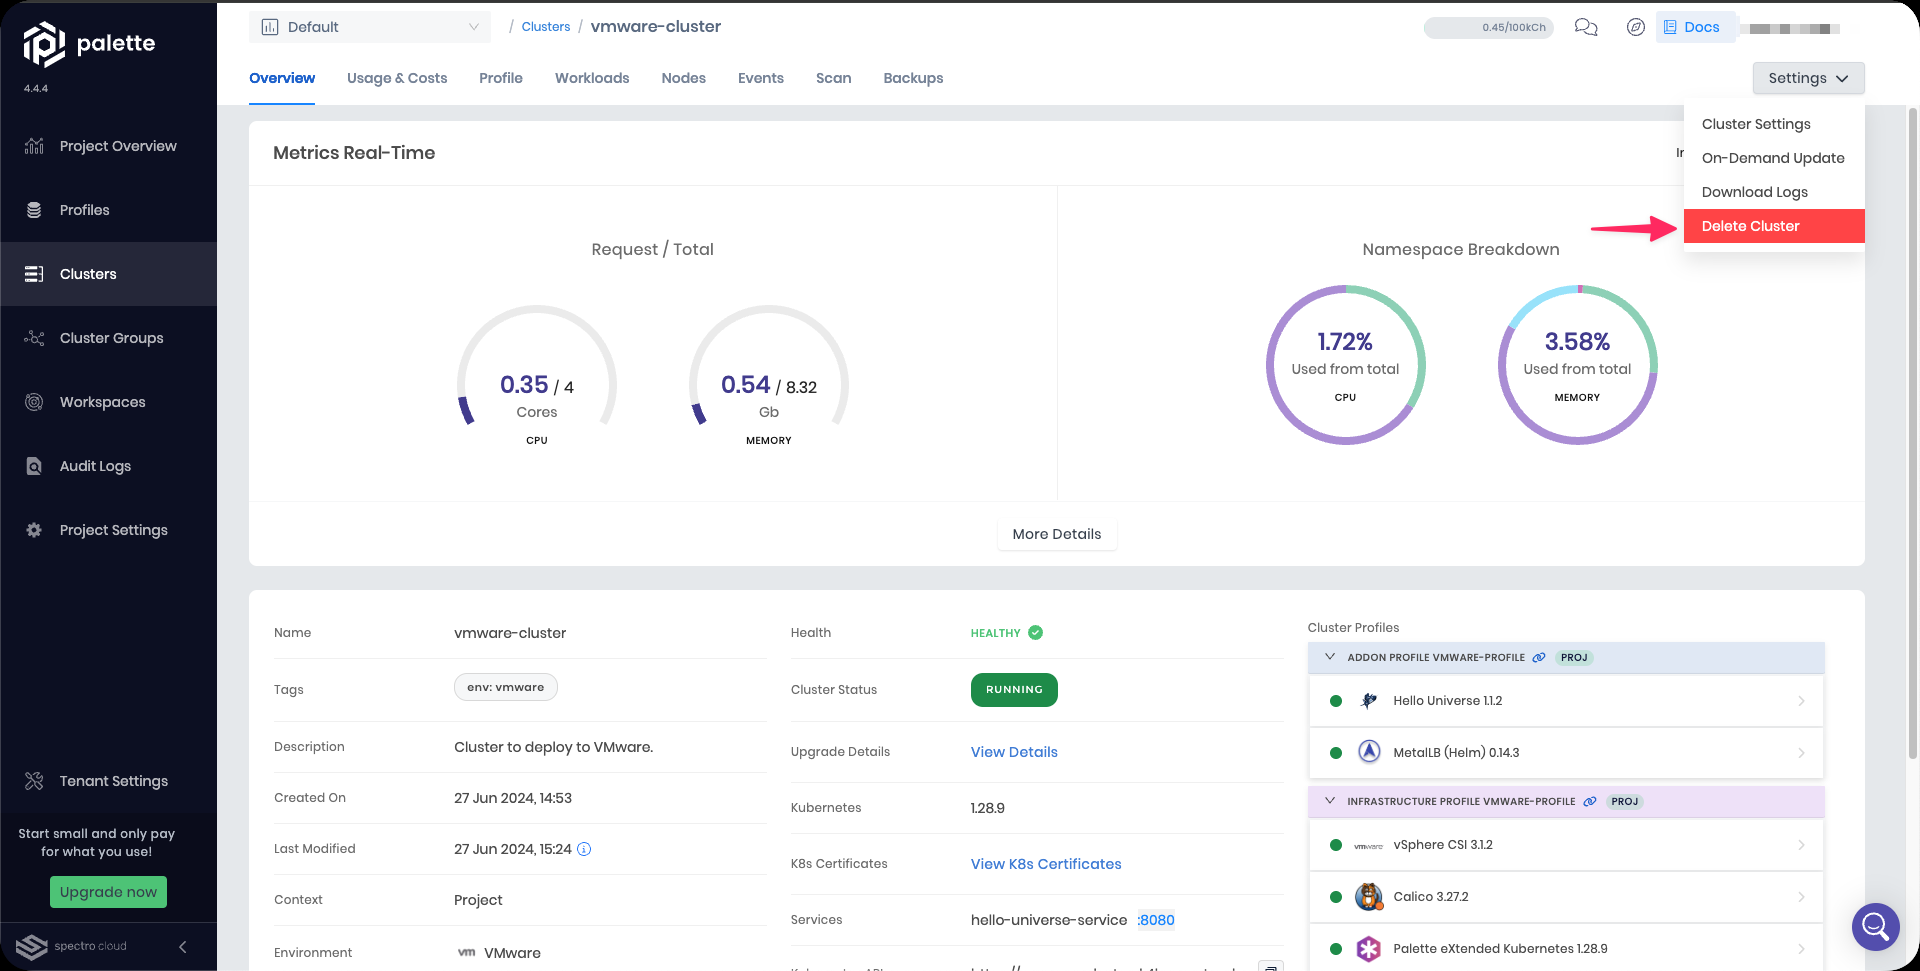 palette
4.4.4
Project Overview
Profiles
Clusters
Cluster Groups
Workspaces
Audit Logs
Project Settings
Tenant Settings
Start small and only pay
for what you use!
Upgrade now
spectro cloud
Default
/ Clusters / vmware-cluster
0.45/100kCh
Docs
Overview
Usage & Costs
Profile
Workloads
Nodes
Events
Scan
Backups
Settings
Cluster Settings
On-Demand Update
Download Logs
Delete Cluster
Metrics Real-Time
Request / Total
0.35 / 4
Cores
CPU
0.54 / 8.32
Gb
MEMORY
Namespace Breakdown
1.72%
Used from total
CPU
3.58%
Used from total
MEMORY
More Details
Name vmware-cluster
Tags env: vmware
Description Cluster to deploy to VMware.
Created On 27 Jun 2024, 14:53
Last Modified 27 Jun 2024, 15:24
Context Project
Environment vm VMware
Health HEALTHY
Cluster Status RUNNING
Upgrade Details View Details
Kubernetes 1.28.9
K8s Certificates View K8s Certificates
Services hello-universe-service :8080
Cluster Profiles
ADDON PROFILE VMWARE-PROFILE PROJ
Hello Universe 1.1.2
MetalLB (Helm) 0.14.3
INFRASTRUCTURE PROFILE VMWARE-PROFILE PROJ
vmware vSphere CSI 3.1.2
Calico 3.27.2
Palette eXtended Kubernetes 1.28.9